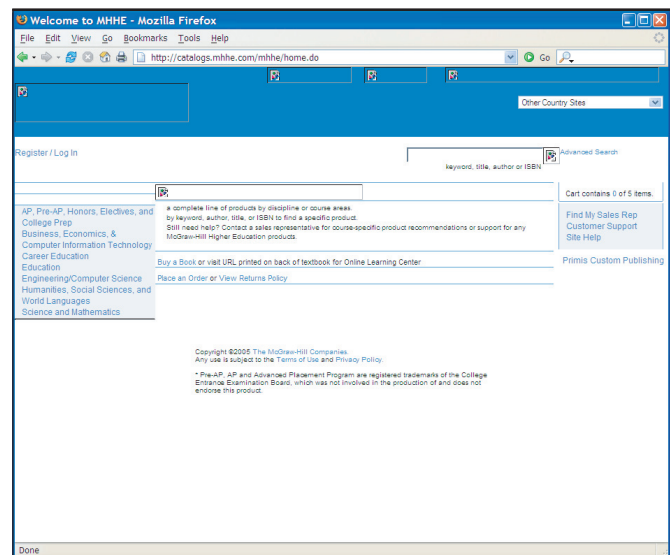 Welcome to MHHE - Mozilla Firefox
File Edit View Go Bookmarks Tools Help
http://catalogs.mhhe.com/mhhe/home.do Go
Other Country Sites
Register / Log In
Advanced Search
keyword, title, author or ISBN
Cart contains 0 of 5 items.
AP, Pre-AP, Honors, Electives, and
College Prep
Business, Economics, &
Computer Information Technology
Career Education
Education
Engineering/Computer Science
Humanities, Social Sciences, and
World Languages
Science and Mathematics
a complete line of products by discipline or course areas.
by keyword, author, title, or ISBN to find a specific product.
Still need help? Contact a sales representative for course-specific product recommendations or support for any
McGraw-Hill Higher Education products.
Buy a Book or visit URL printed on back of textbook for Online Learning Center
Place an Order or View Returns Policy
Find My Sales Rep
Customer Support
Site Help
Primis Custom Publishing
Copyright ©2005 The McGraw-Hill Companies
Any use is subject to the Terms of Use and Privacy Policy.
* Pre-AP, AP and Advanced Placement Program are registered trademarks of the College
Entrance Examination Board, which was not involved in the production of and does not
endorse this product.
Done